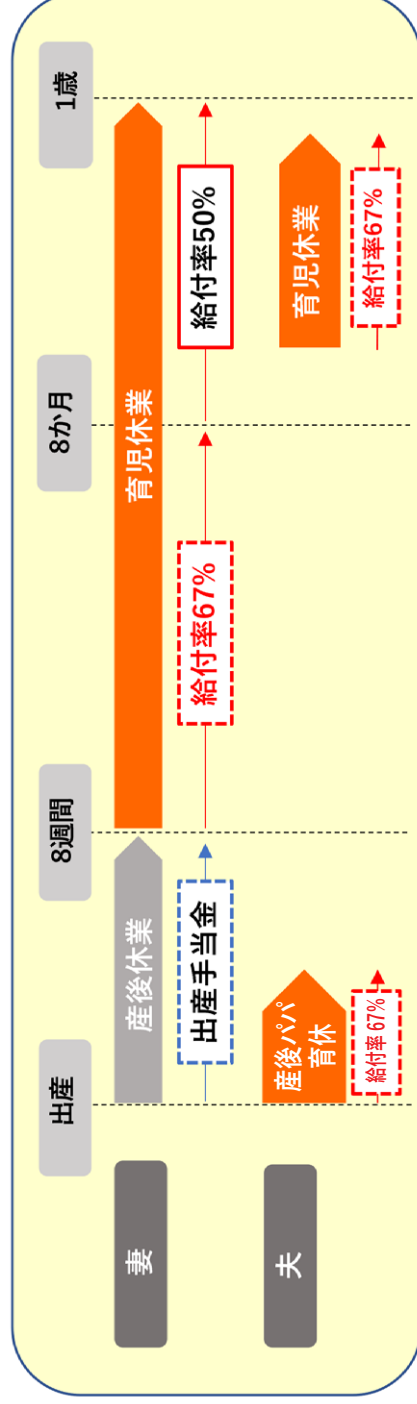 出産
8週間
8か月
1歳
妻
産後休業
育児休業
出産手当金
給付率67%
給付率50%
夫
産後パパ
育休
育児休業
給付率 67%
給付率67%